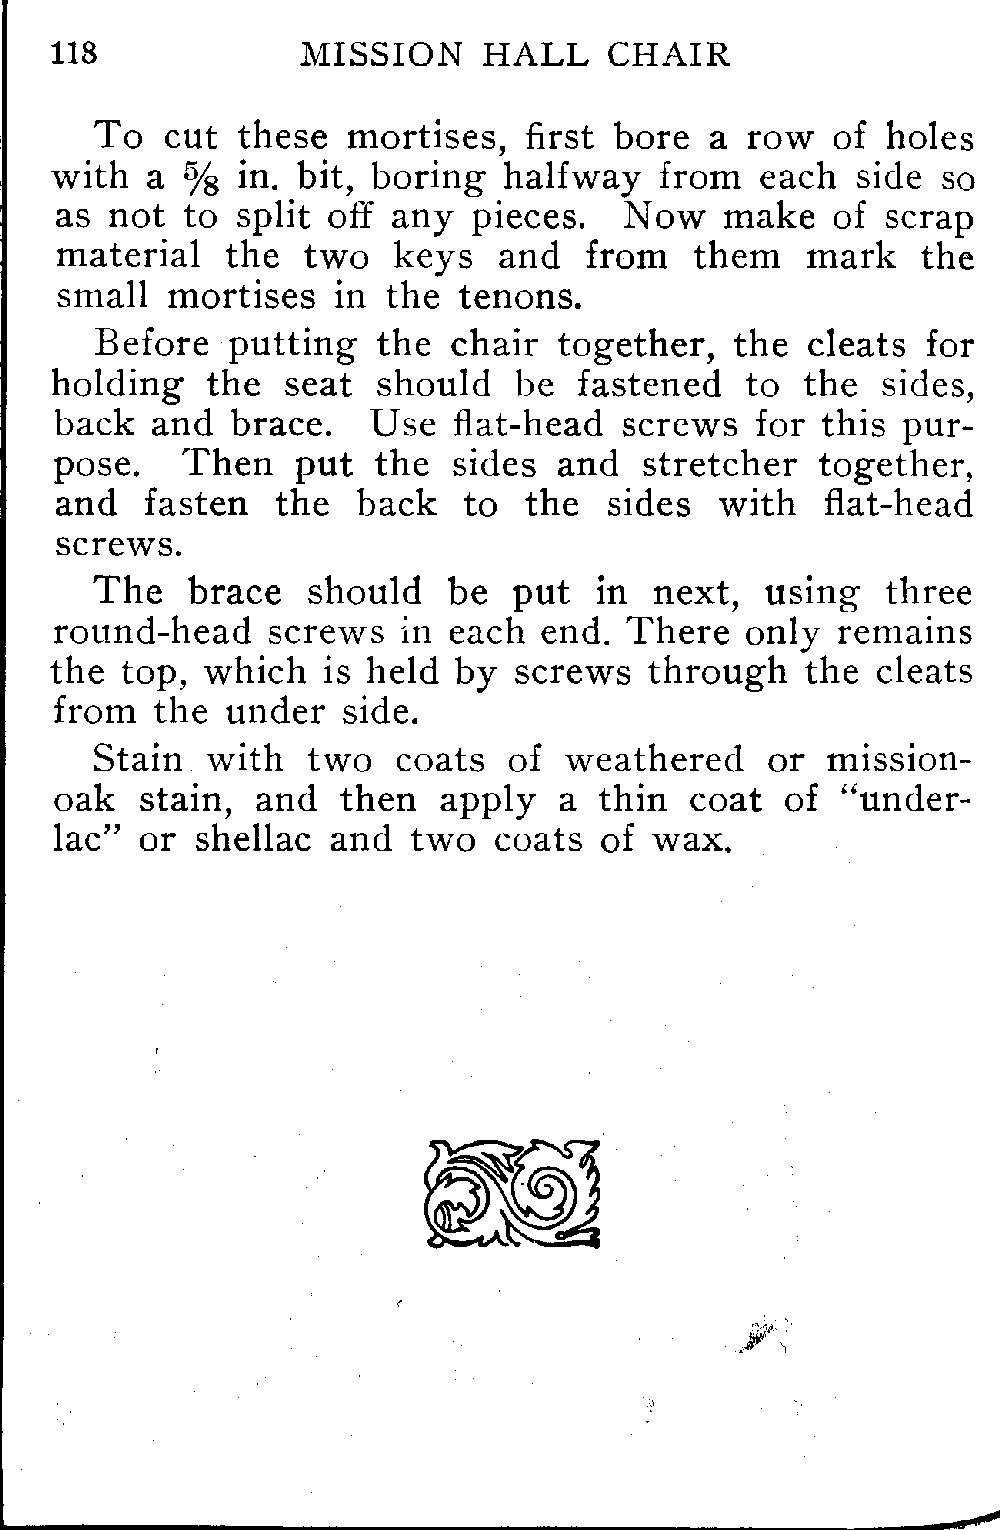 118 MISSION HALL CHAIR
To cut these mortises, first bore a row of holes
with a ⅝ in. bit, boring halfway from each side so
as not to split off any pieces. Now make of scrap
material the two keys and from them mark the
small mortises in the tenons.
Before putting the chair together, the cleats for
holding the seat should be fastened to the sides,
back and brace. Use flat-head screws for this pur-
pose. Then put the sides and stretcher together,
and fasten the back to the sides with flat-head
screws.
The brace should be put in next, using three
round-head screws in each end. There only remains
the top, which is held by screws through the cleats
from the under side.
Stain with two coats of weathered or mission-
oak stain, and then apply a thin coat of “under-
lac” or shellac and two coats of wax.